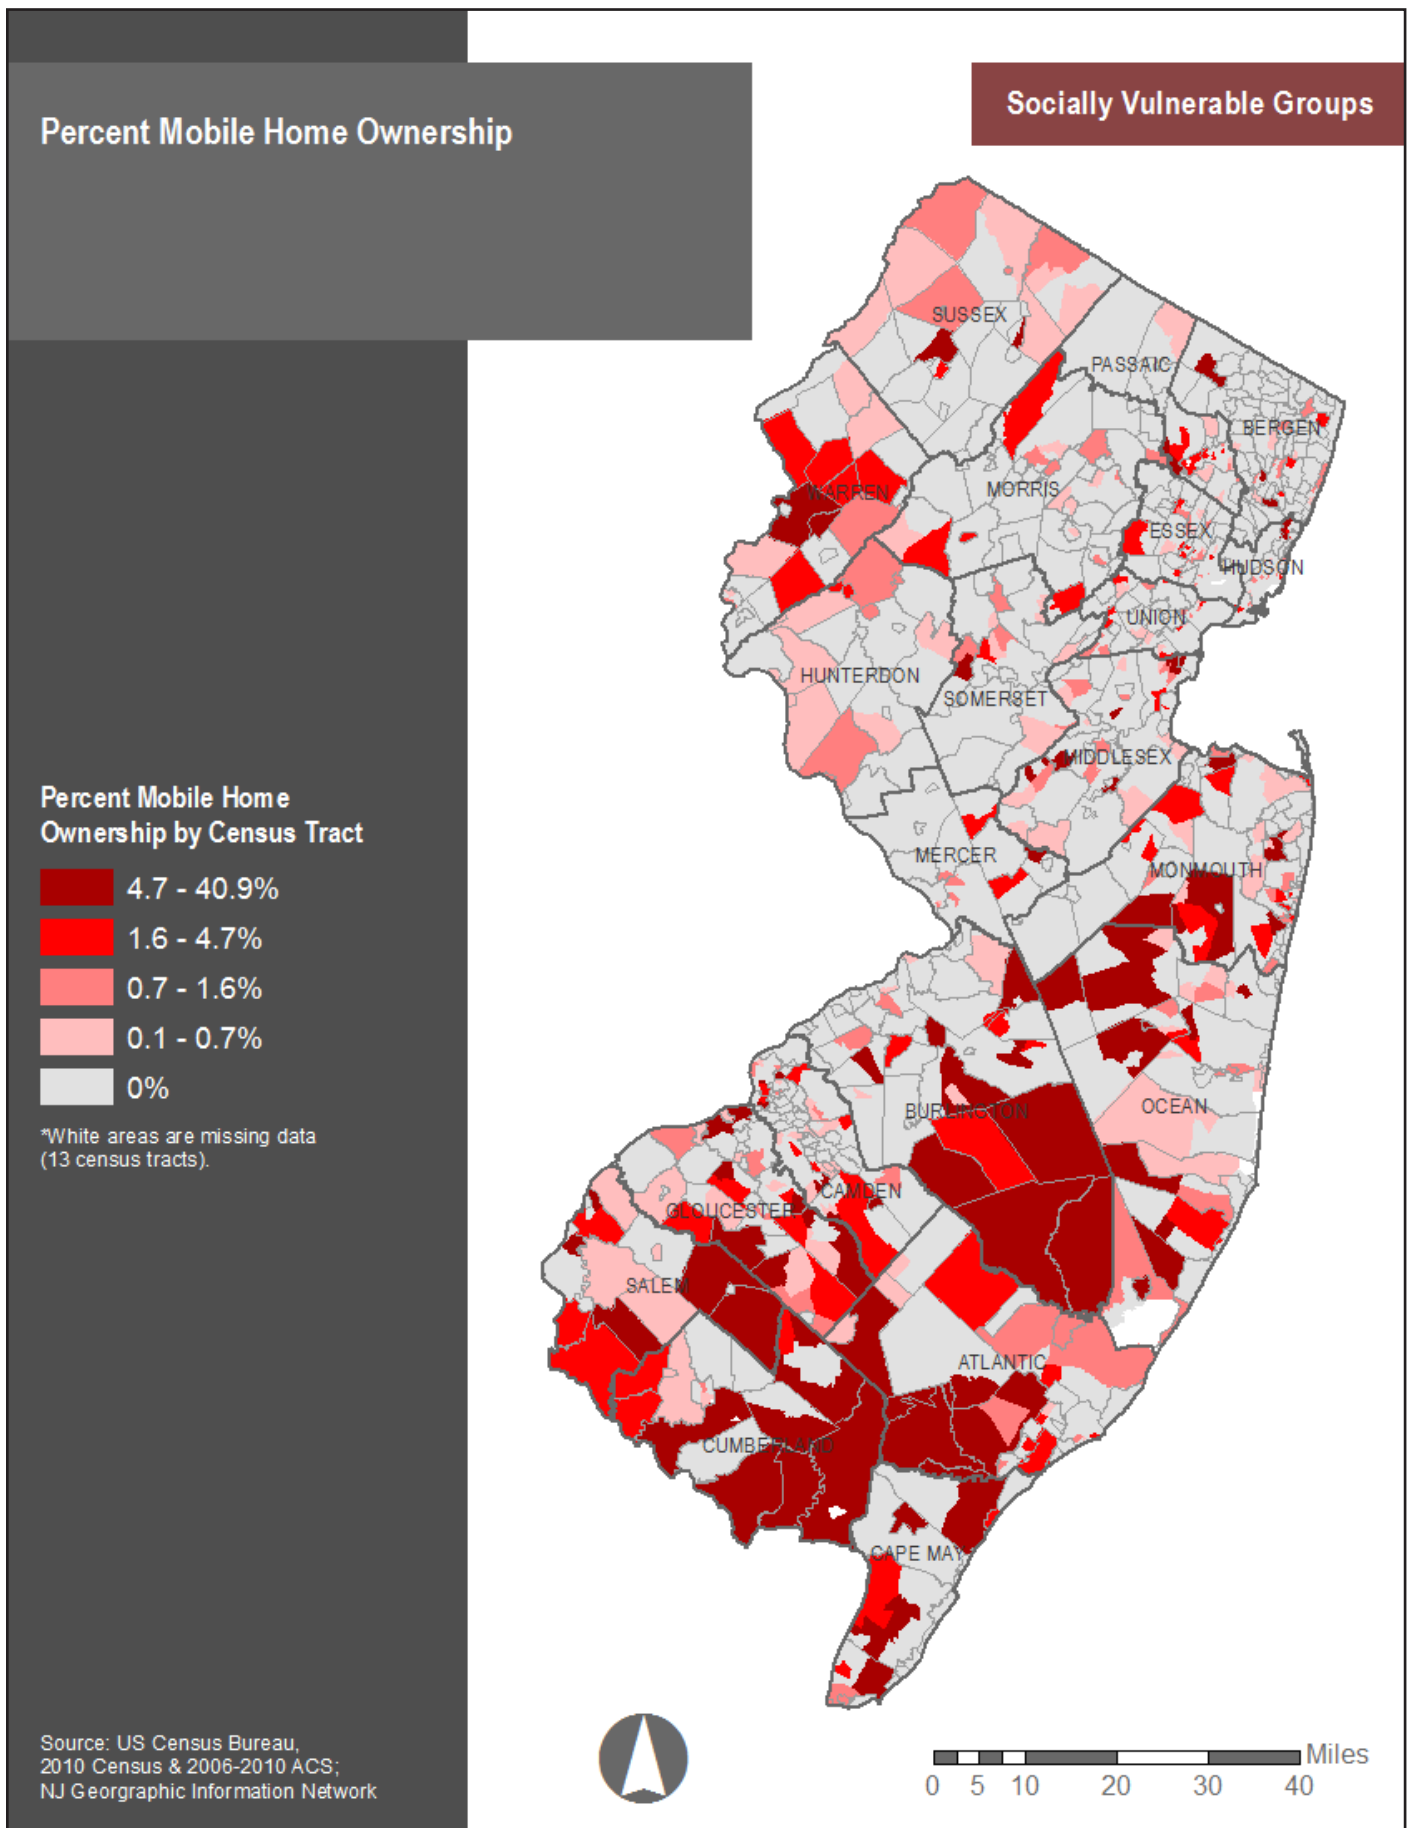 Percent Mobile Home Ownership
Socially Vulnerable Groups
SUSSEX
PASSAIC
BERGEN
WARREN
MORRIS
ESSEX
HUDSON
UNION
HUNTERDON
SOMERSET
MIDDLESEX
MERCER
MONMOUTH
BURLINGTON
OCEAN
CAMDEN
GLOUCESTER
SALEM
ATLANTIC
CUMBERLAND
CAPE MAY
Percent Mobile Home
Ownership by Census Tract
4.7 - 40.9%
1.6 - 4.7%
0.7 - 1.6%
0.1 - 0.7%
0%
*White areas are missing data
(13 census tracts).
Source: US Census Bureau,
2010 Census & 2006-2010 ACS;
NJ Georgraphic Information Network
Miles
0 5 10 20 30 40